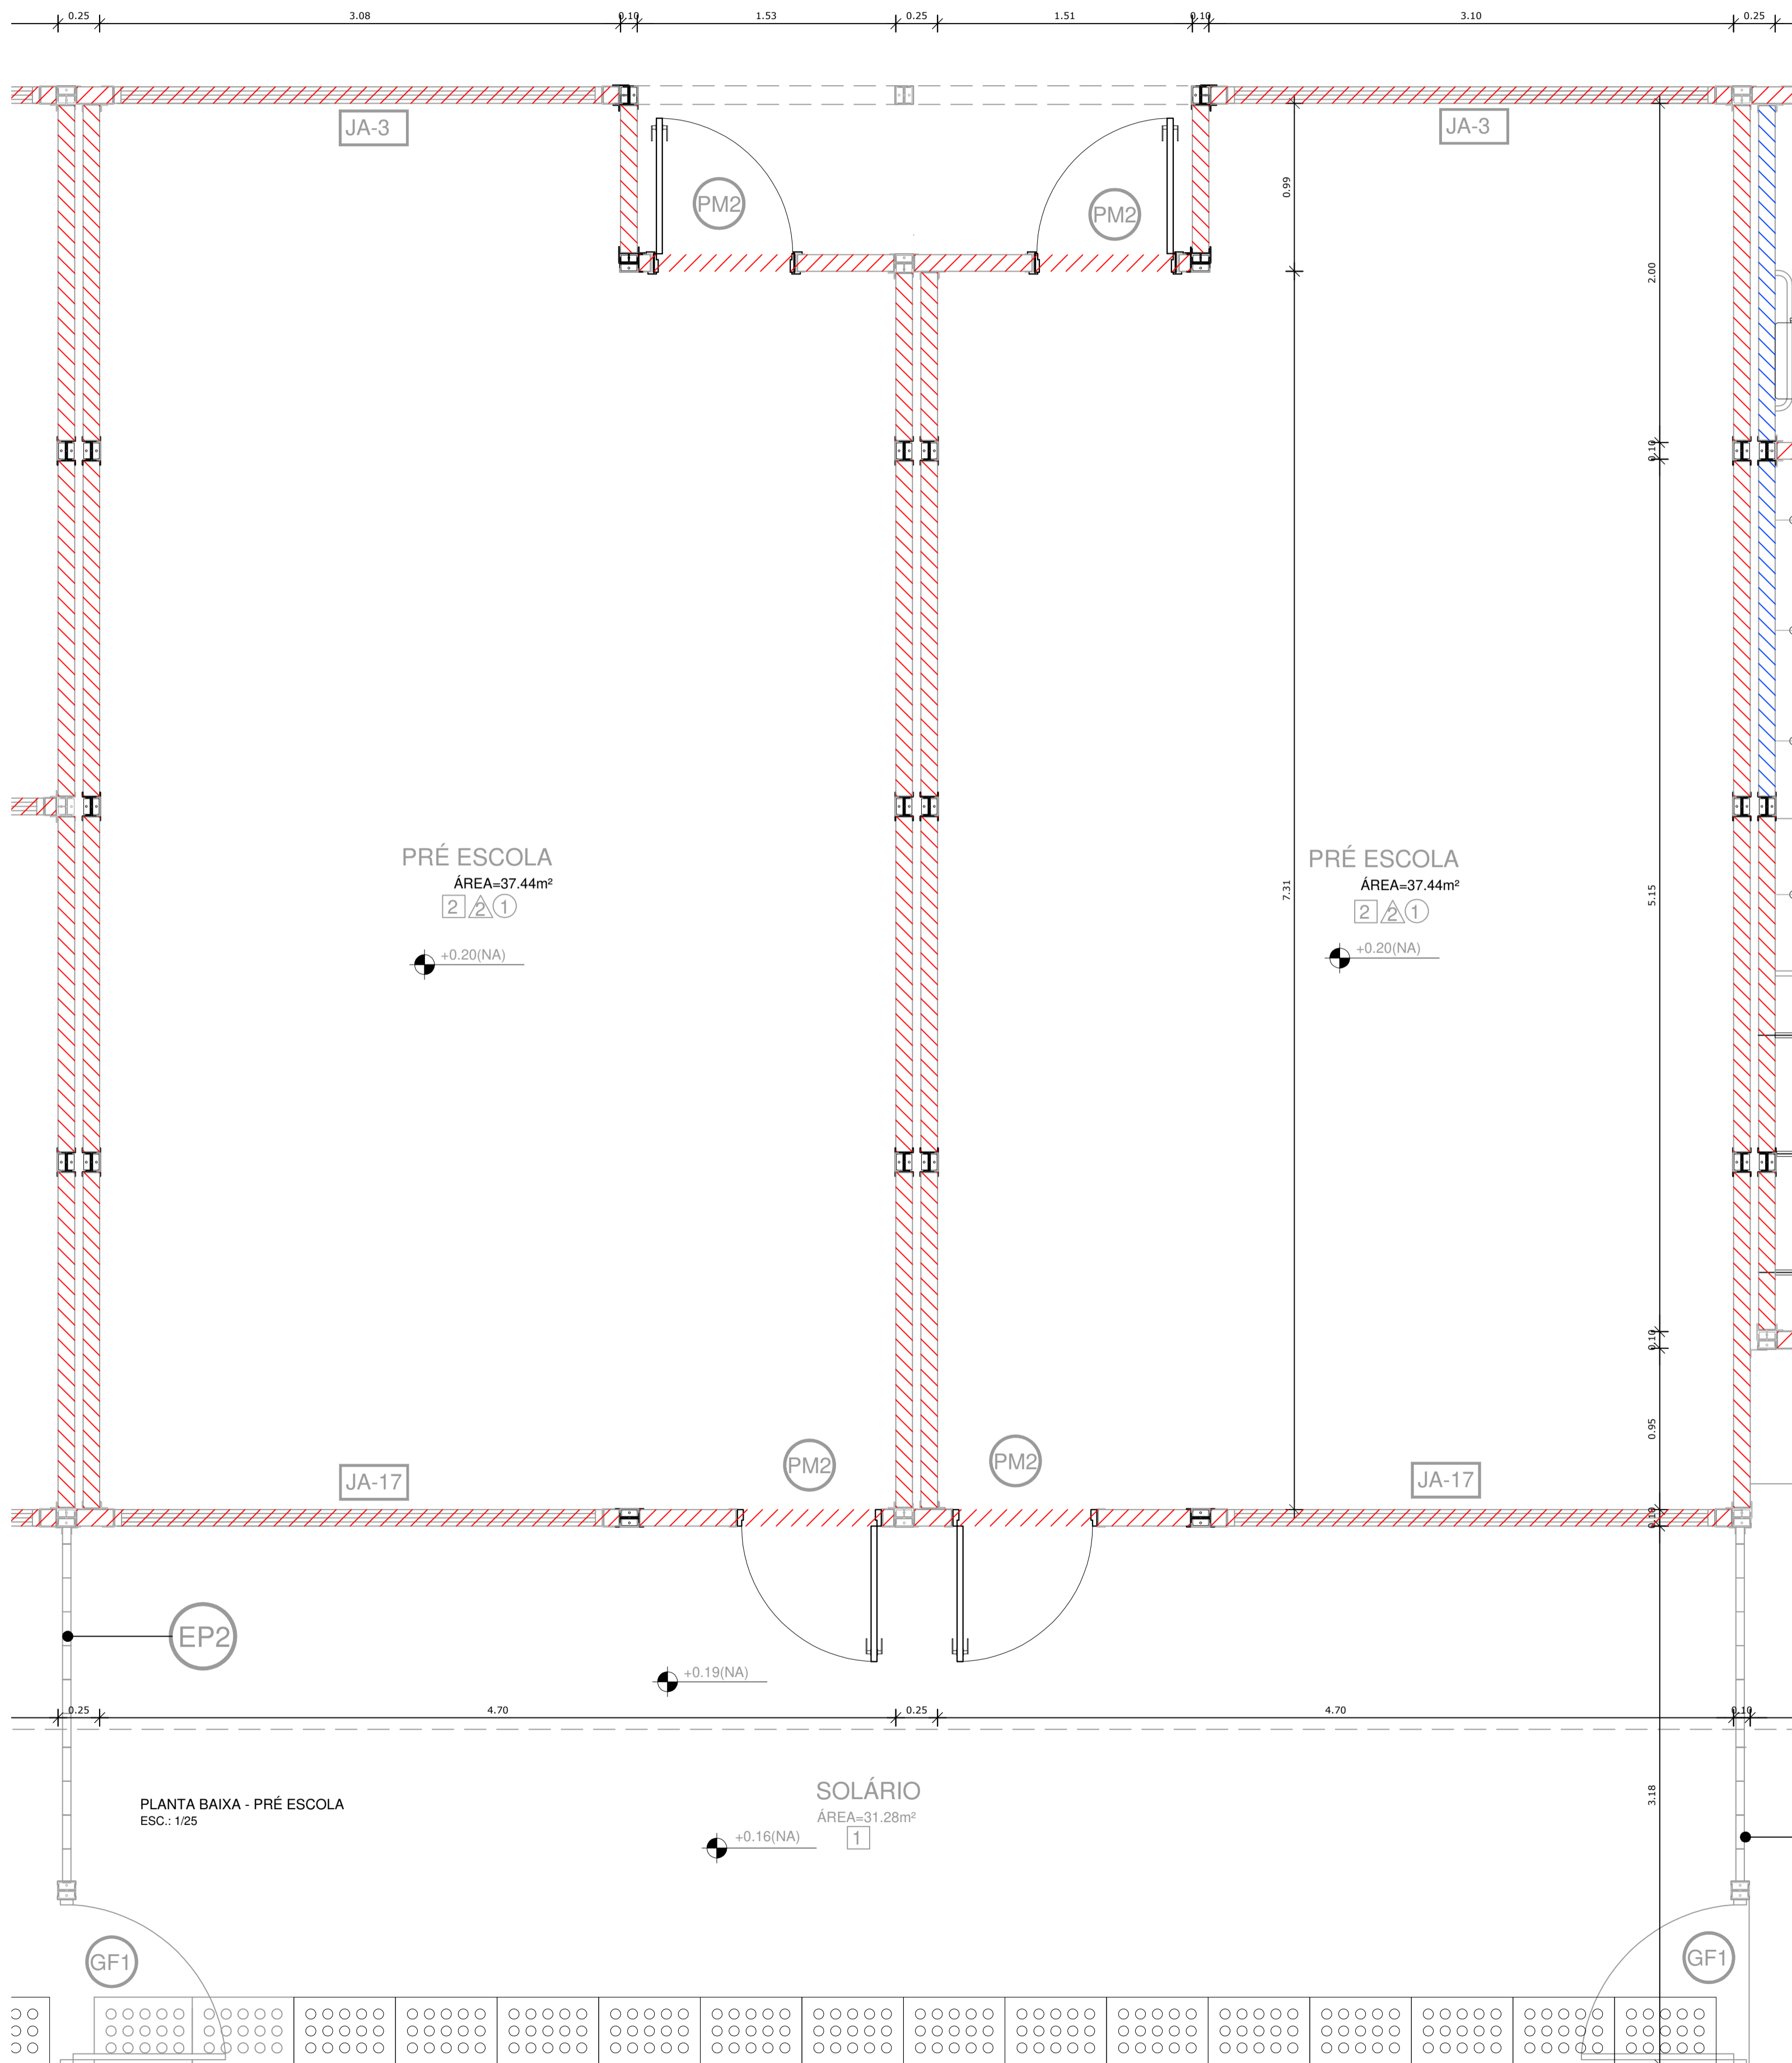 0.25 3.08 0.10 1.53 0.25 1.51 0.10 3.10 0.25
JA-3
JA-3
PM2
PM2
0.99
2.00
0.10
PRÉ ESCOLA
ÁREA=37.44m²
2 2 1
+0.20(NA)
PRÉ ESCOLA
ÁREA=37.44m²
2 2 1
+0.20(NA)
7.31
5.15
0.10
0.95
JA-17
PM2
PM2
JA-17
0.10
EP2
+0.19(NA)
0.25 4.70 0.25 4.70 0.10
PLANTA BAIXA - PRÉ ESCOLA
ESC.: 1/25
SOLÁRIO
ÁREA=31.28m²
1
+0.16(NA)
3.18
GF1
GF1